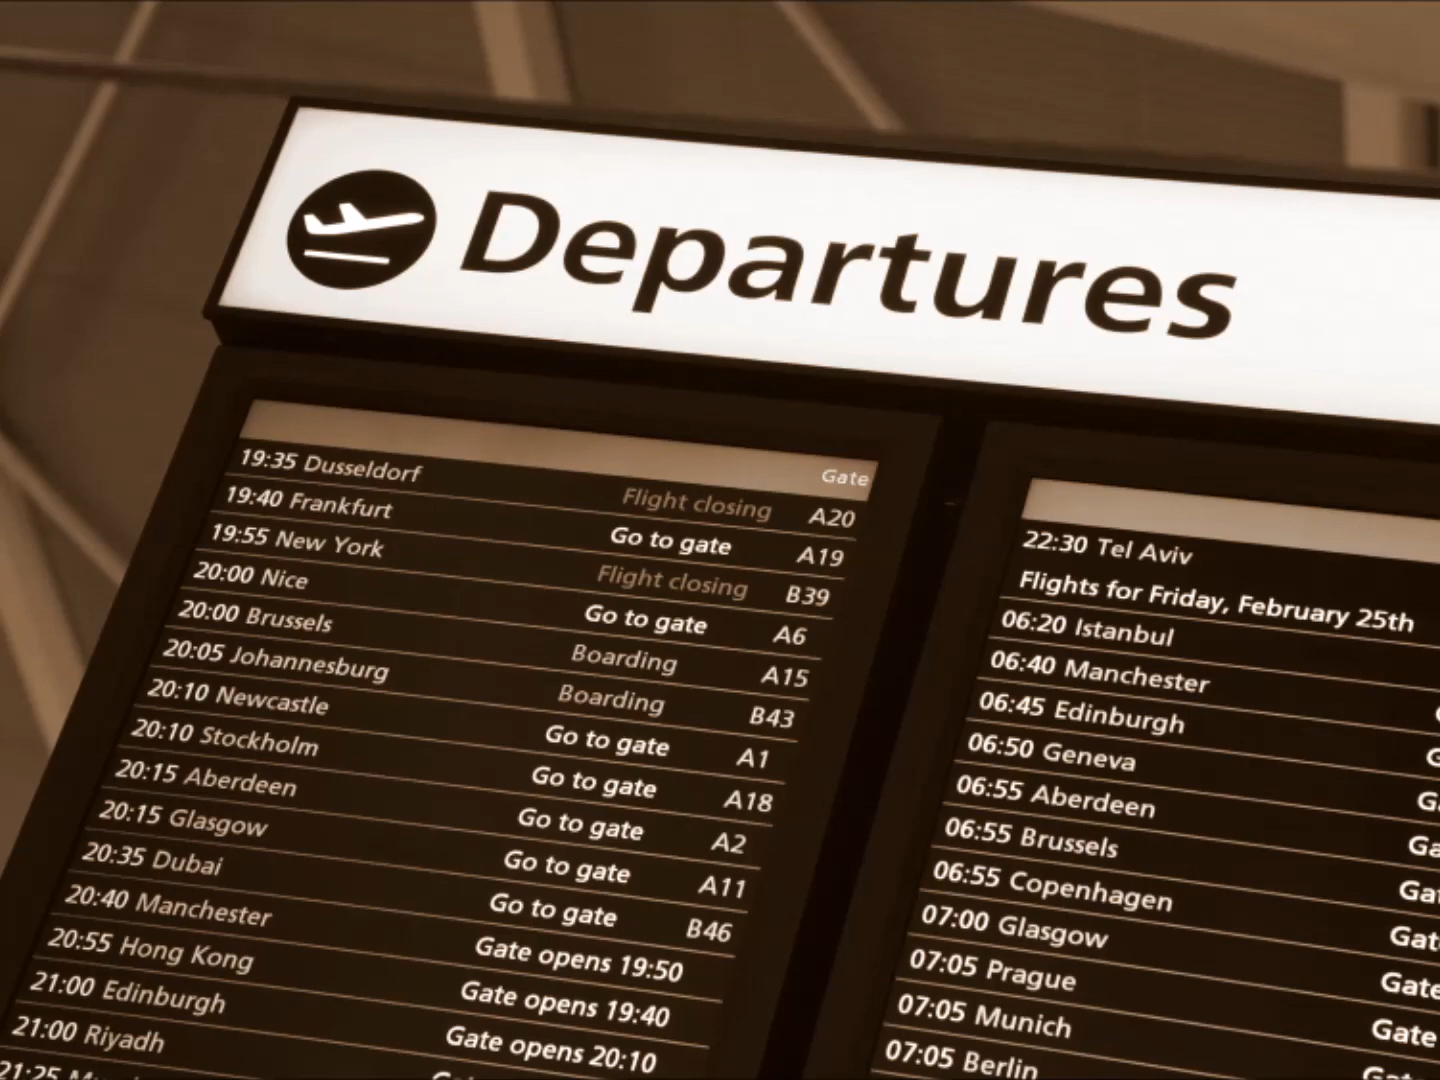 Departures
Gate
19:35 Dusseldorf Flight closing A20
19:40 Frankfurt Go to gate A19
19:55 New York Flight closing B39
20:00 Nice Go to gate A6
20:00 Brussels Boarding A15
20:05 Johannesburg Boarding B43
20:10 Newcastle Go to gate A1
20:10 Stockholm Go to gate A18
20:15 Aberdeen Go to gate A2
20:15 Glasgow Go to gate A11
20:35 Dubai Go to gate B46
20:40 Manchester Gate opens 19:50
20:55 Hong Kong Gate opens 19:40
21:00 Edinburgh Gate opens 20:10
21:00 Riyadh
21:25
22:30 Tel Aviv
Flights for Friday, February 25th
06:20 Istanbul
06:40 Manchester
06:45 Edinburgh
06:50 Geneva
06:55 Aberdeen
06:55 Brussels
06:55 Copenhagen
07:00 Glasgow Gate
07:05 Prague Gate
07:05 Munich
07:05 Berlin